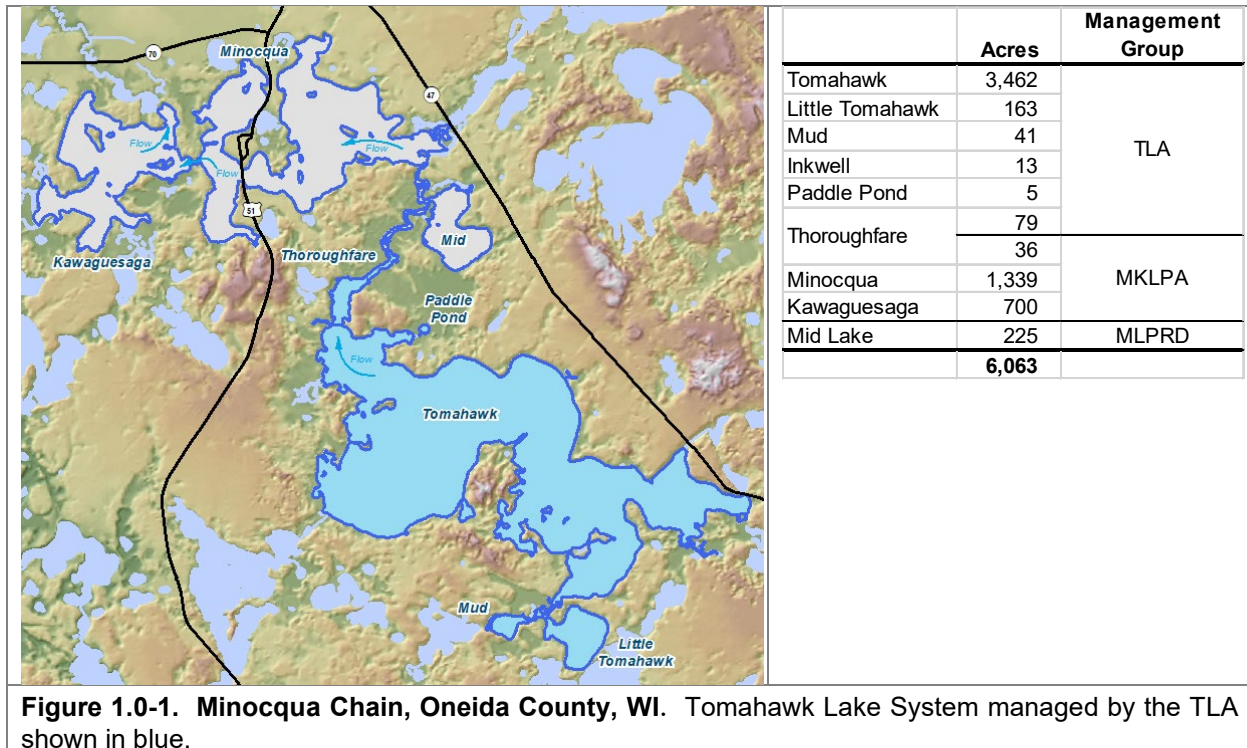 70
Minocqua
47
Flow
Flow
Flow
51
Kawaguesaga
Thoroughfare
Mid
Paddle
Pond
Flow
Tomahawk
Mud
Little
Tomahawk
Acres Management Group
Tomahawk 3,462 TLA
Little Tomahawk 163
Mud 41
Inkwell 13
Paddle Pond 5
Thoroughfare 79
36 MKLPA
Minocqua 1,339
Kawaguesaga 700
Mid Lake 225 MLPRD
6,063
Figure 1.0-1. Minocqua Chain, Oneida County, WI. Tomahawk Lake System managed by the TLA
shown in blue.